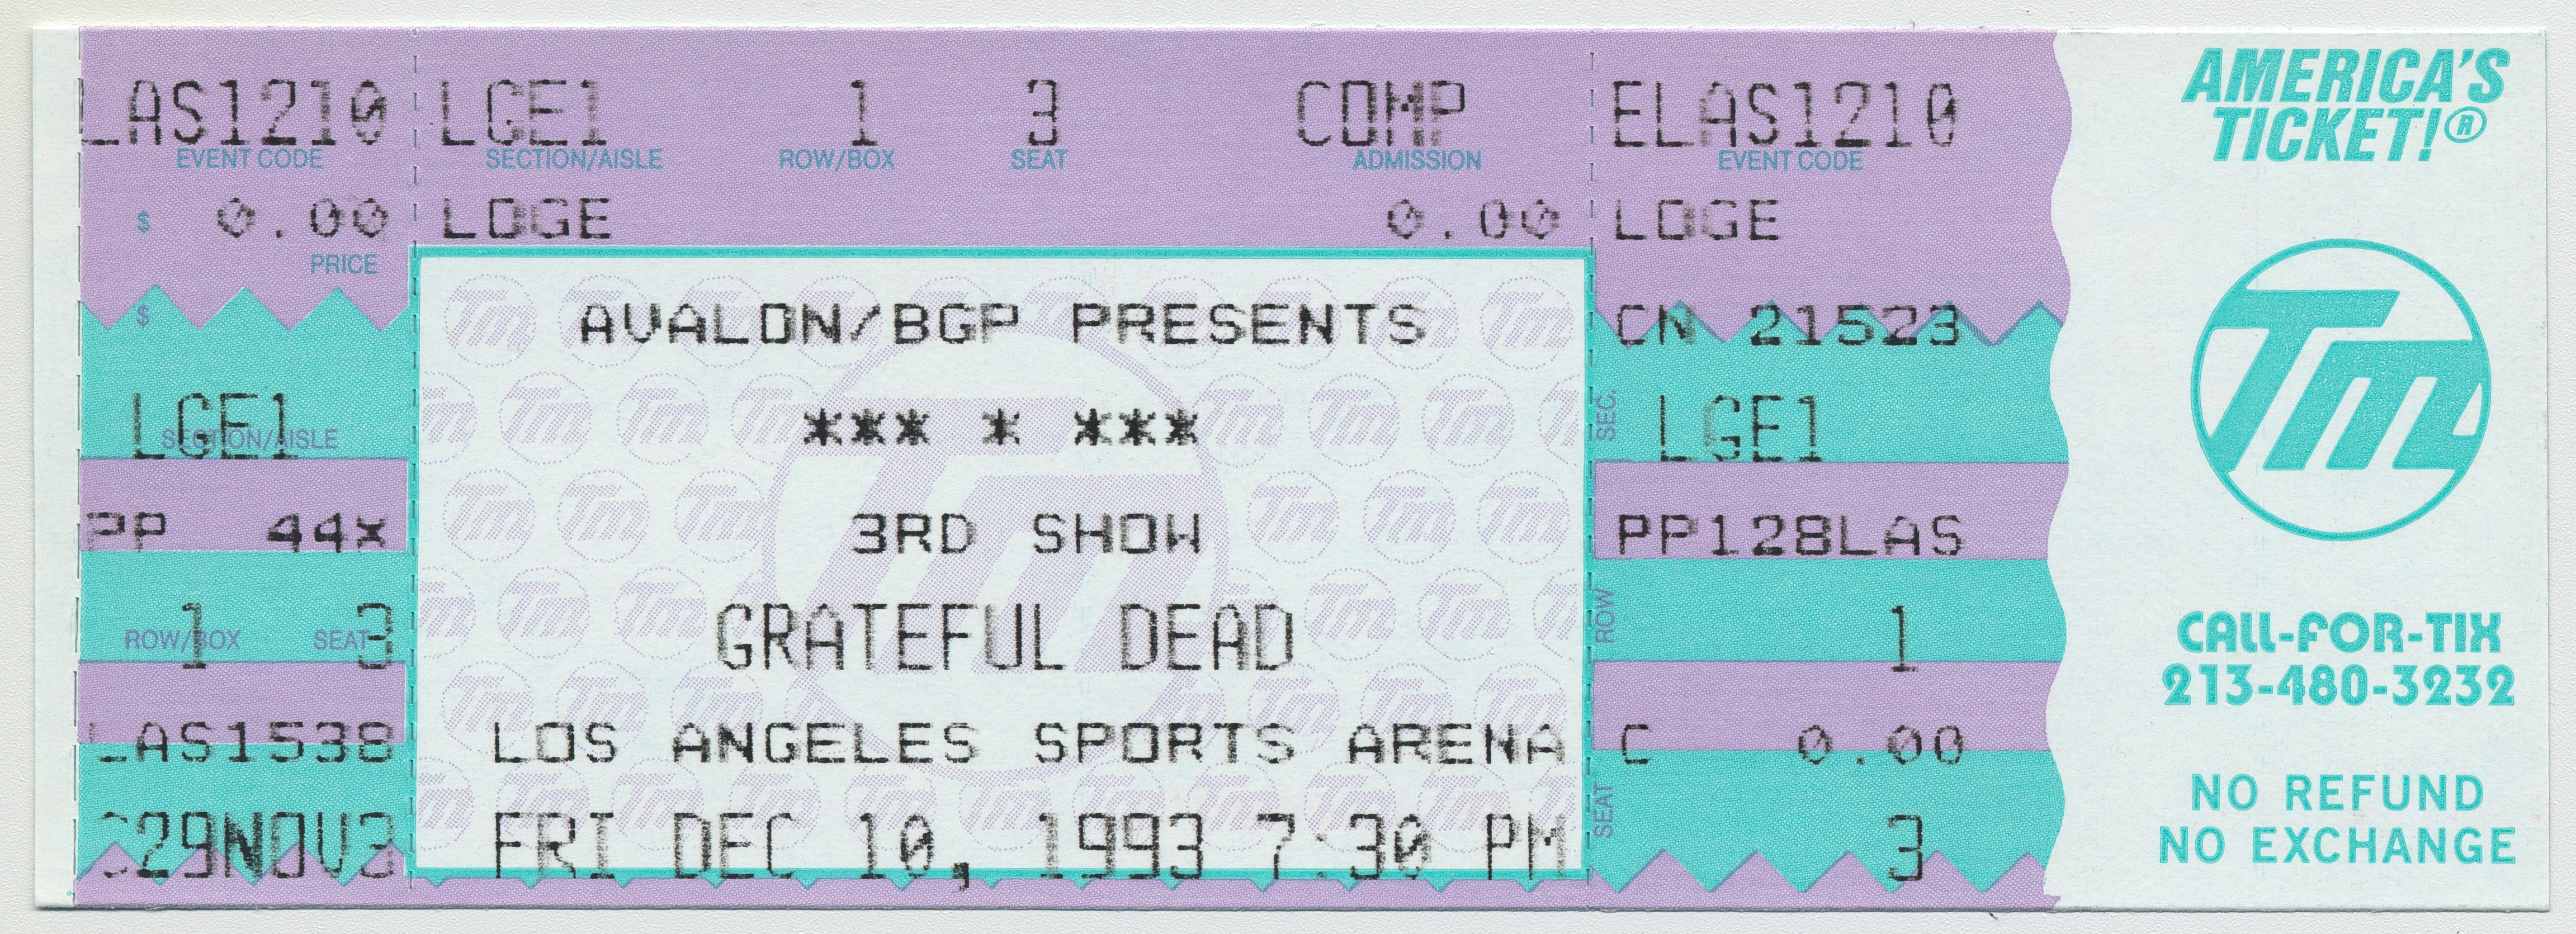 LAS1210
EVENT CODE
$ 0.00
PRICE
$
LGE1
SECTION/AISLE
PP 44X
1 3
ROW/BOX SEAT
LAS1538
C29NOV3
LGE1 1 3 COMP
SECTION/AISLE ROW/BOX SEAT ADMISSION
LOGE 0.00
AVALON/BGP PRESENTS
*** * ***
3RD SHOW
GRATEFUL DEAD
LOS ANGELES SPORTS ARENA
FRI DEC 10, 1993 7:30 PM
ELAS1210
EVENT CODE
LOGE
CN 21523
SEC. LGE1
PP128LAS
ROW 1
C 0.00
SEAT 3
AMERICA'S
TICKET!®
Tm
CALL-FOR-TIX
213-480-3232
NO REFUND
NO EXCHANGE